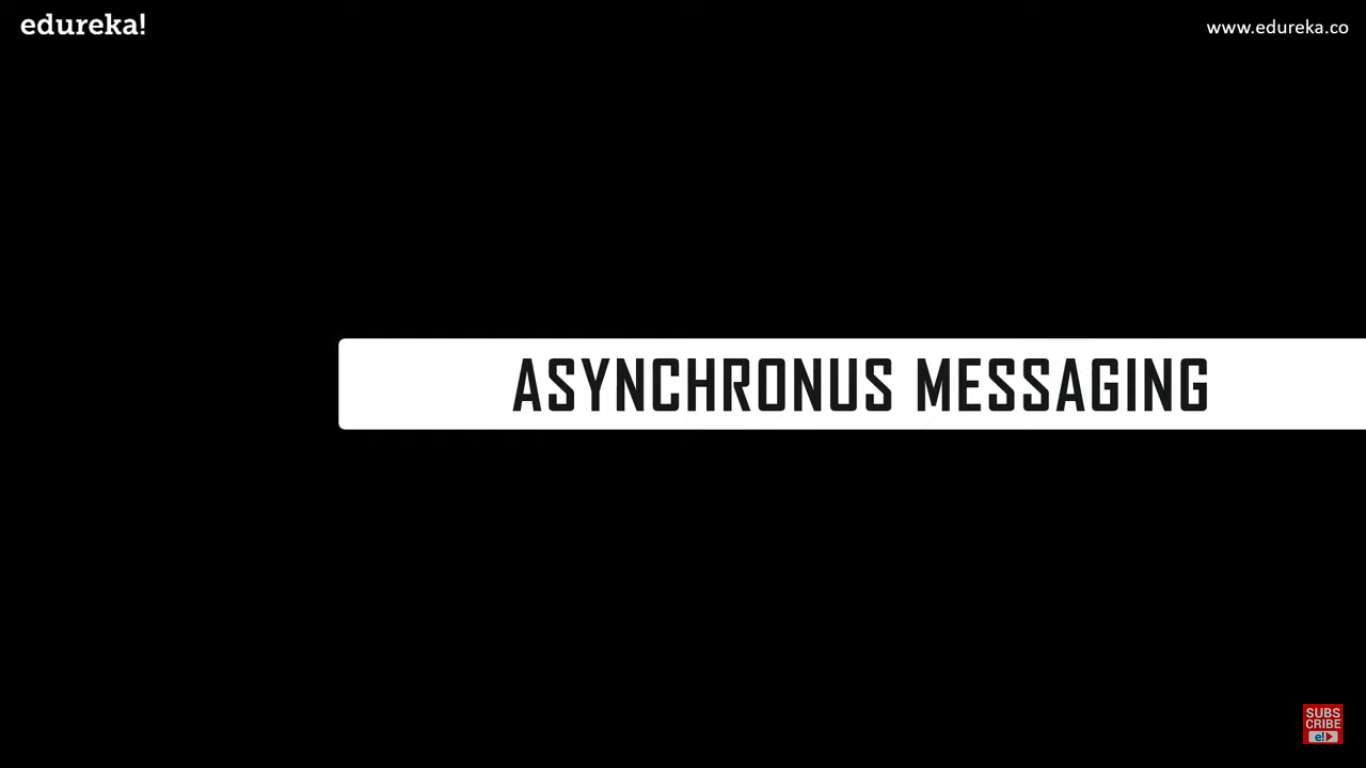 edureka!
www.edureka.co
ASYNCHRONUS MESSAGING
SUBS
CRIBE
e!